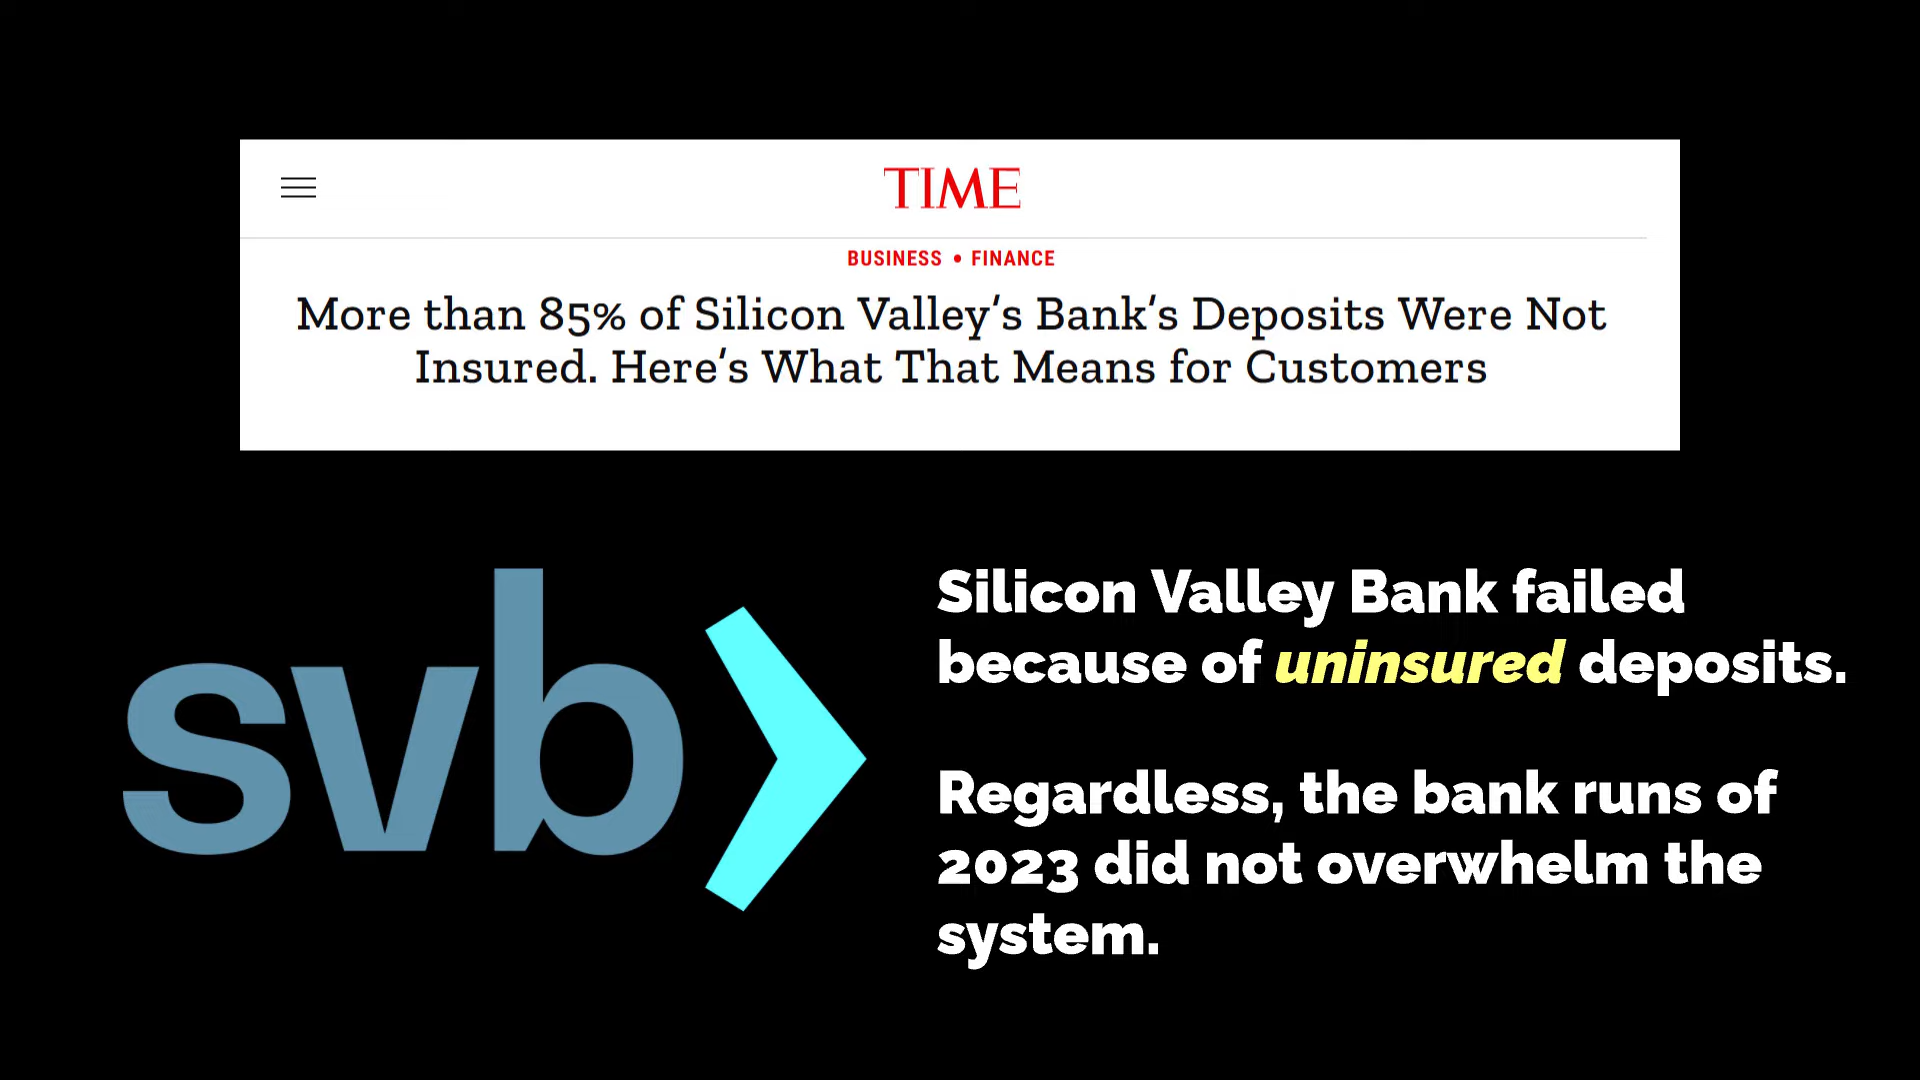 TIME
BUSINESS • FINANCE
More than 85% of Silicon Valley’s Bank’s Deposits Were Not
Insured. Here’s What That Means for Customers
svb
Silicon Valley Bank failed
because of uninsured deposits.
Regardless, the bank runs of
2023 did not overwhelm the
system.